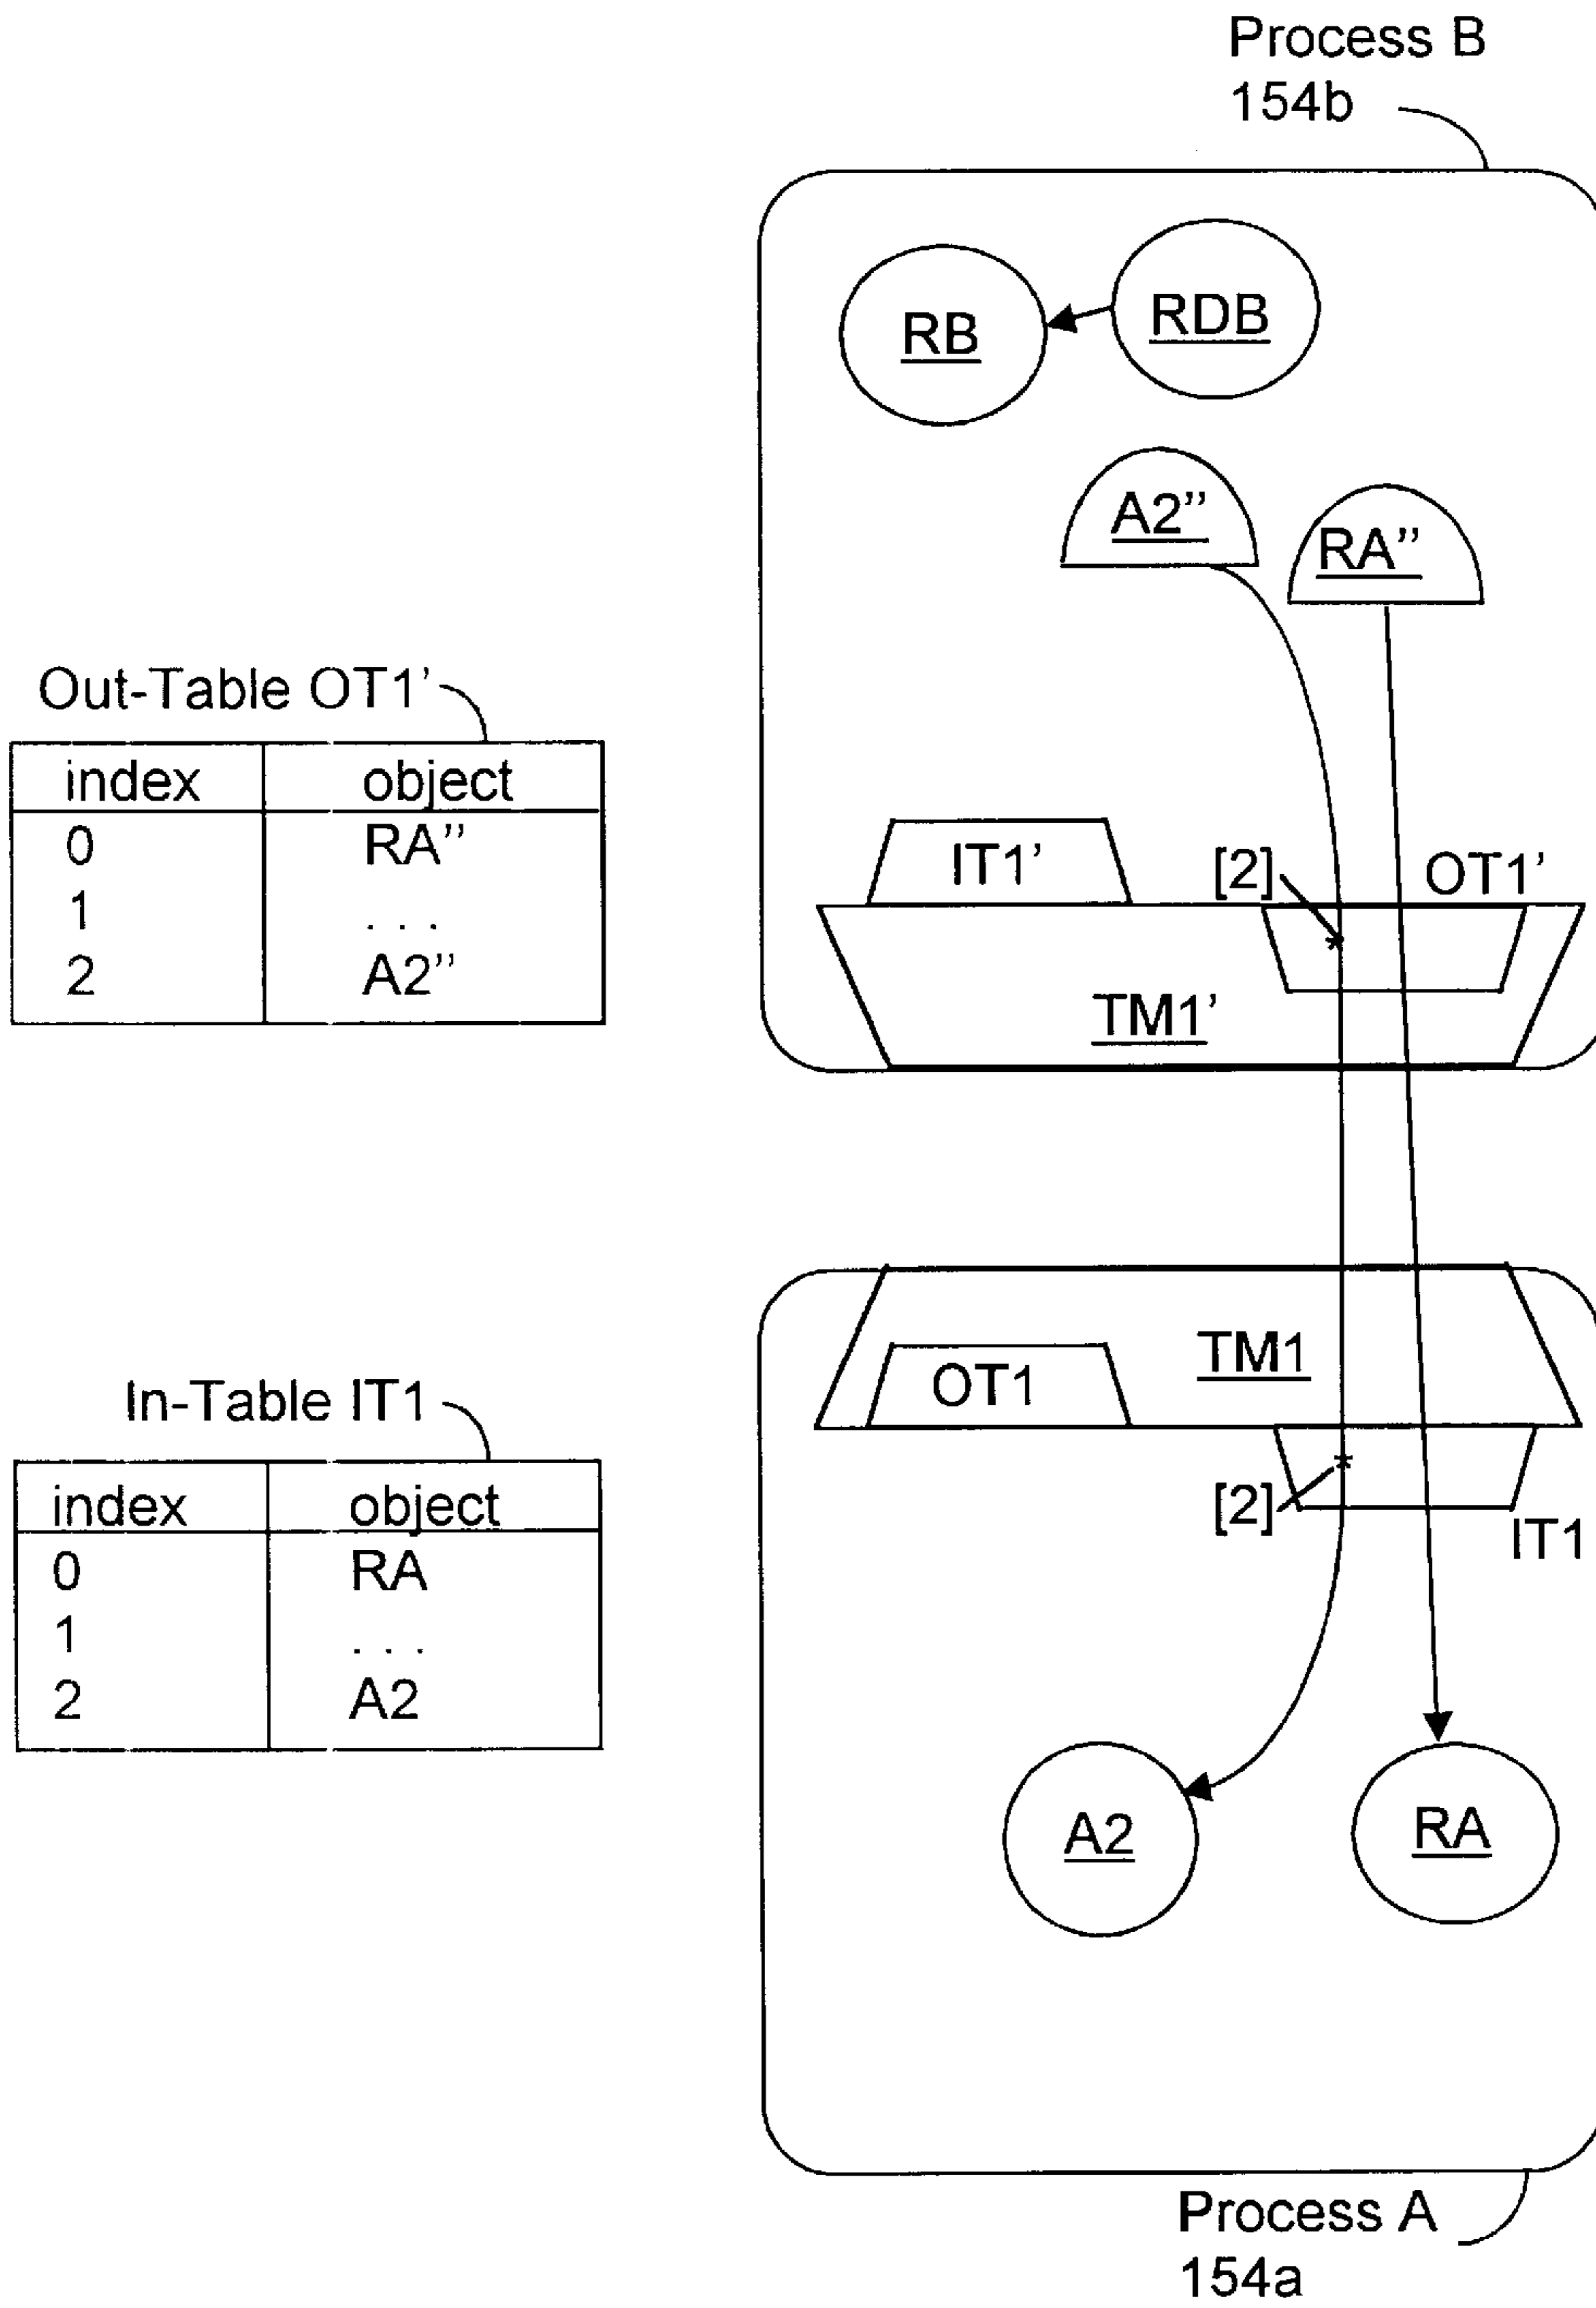 Process B
154b
RB
RDB
A2”
RA”
Out-Table OT1’
index object
0 RA”
1 . . .
2 A2”
IT1’
[2]
OT1’
TM1’
TM1
OT1
In-Table IT1
index object
0 RA
1 . . .
2 A2
[2]
IT1
A2
RA
Process A
154a